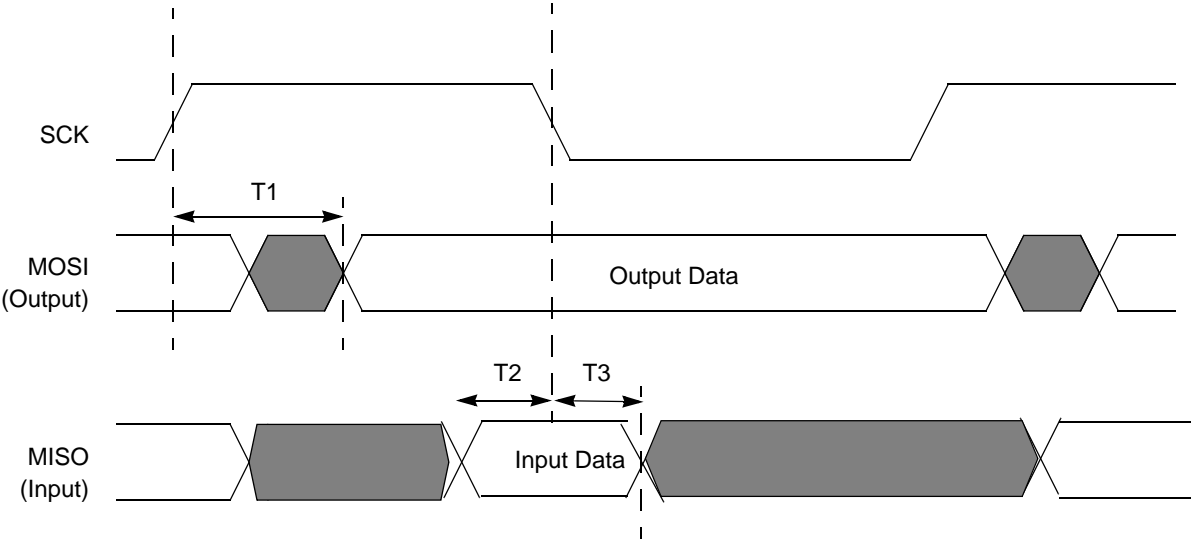 SCK
T1
MOSI
(Output)
Output Data
T2
T3
MISO
(Input)
Input Data